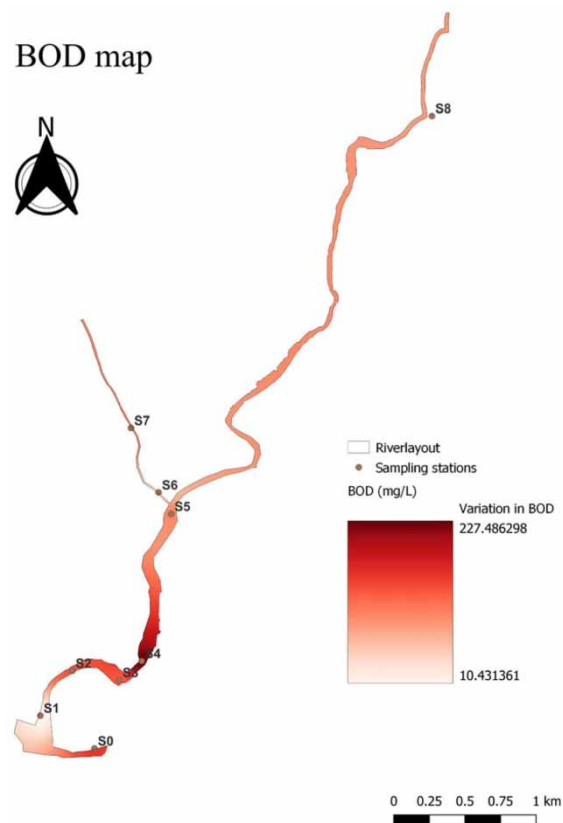 BOD map
N
S8
S7
S6
S5
S4
S2
S3
S1
S0
Riverlayout
Sampling stations
BOD (mg/L)
Variation in BOD
227.486298
10.431361
0 0.25 0.5 0.75 1 km